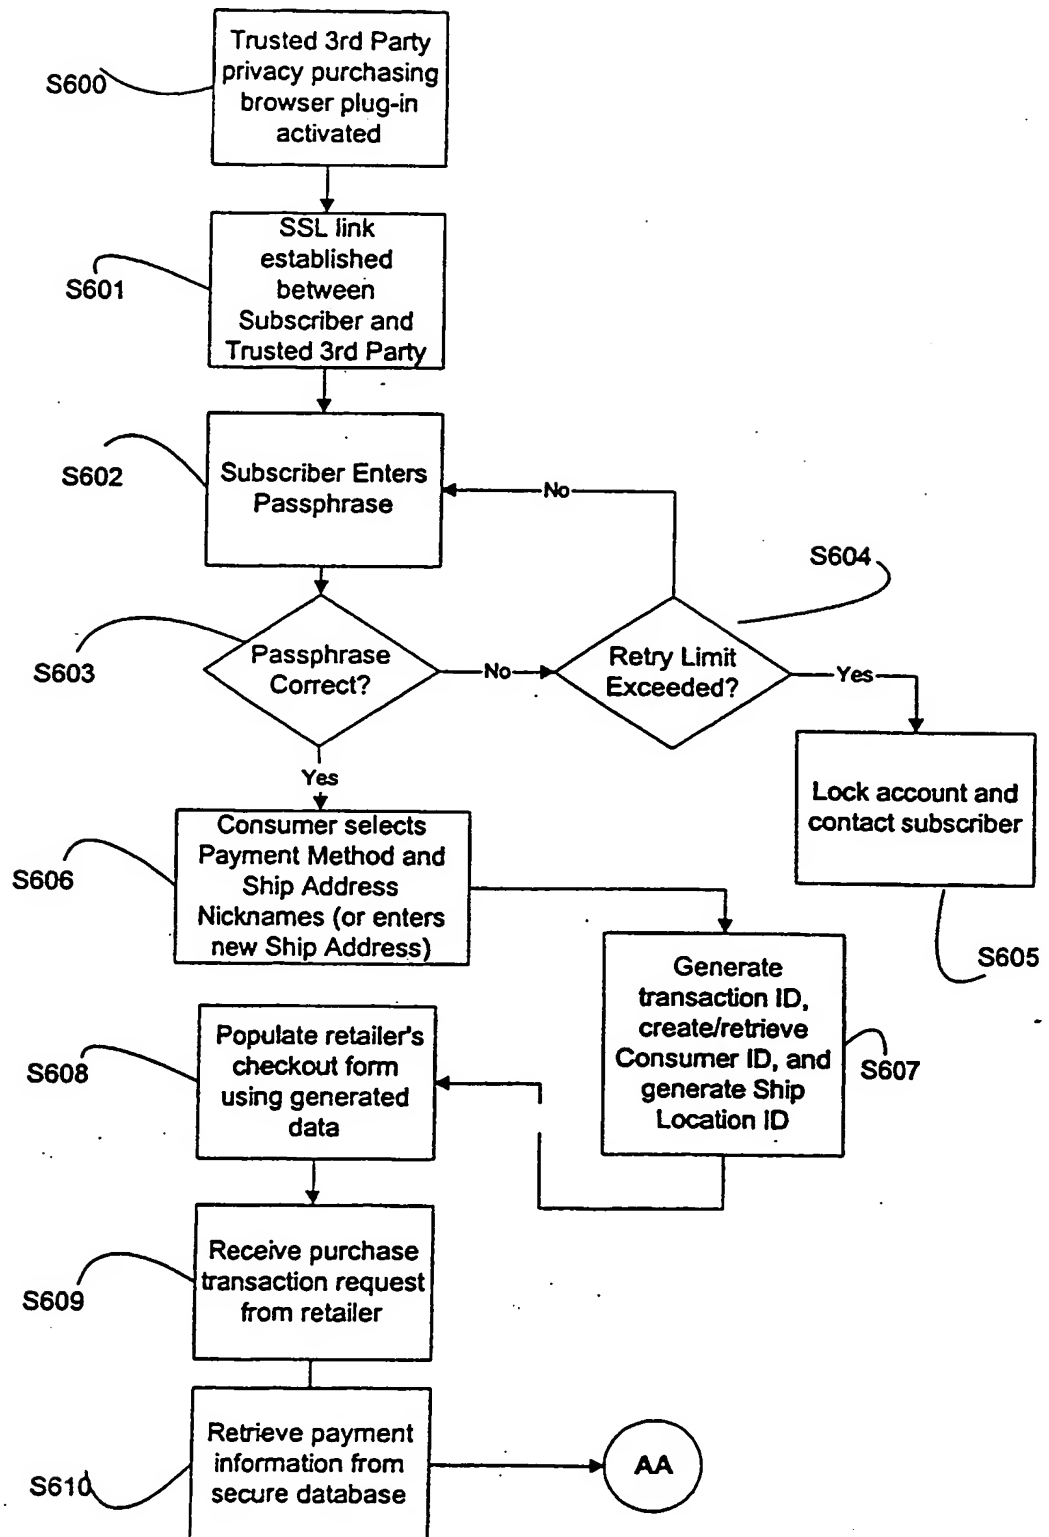 Trusted 3rd Party
privacy purchasing
browser plug-in
activated
S600
SSL link
established
between
Subscriber and
Trusted 3rd Party
S601
Subscriber Enters
Passphrase
S602
No
S604
Passphrase
Correct?
S603
No
Retry Limit
Exceeded?
Yes
Yes
Lock account and
contact subscriber
S605
Consumer selects
Payment Method and
Ship Address
Nicknames (or enters
new Ship Address)
S606
Generate
transaction ID,
create/retrieve
Consumer ID, and
generate Ship
Location ID
S607
Populate retailer's
checkout form
using generated
data
S608
Receive purchase
transaction request
from retailer
S609
Retrieve payment
information from
secure database
S610
AA